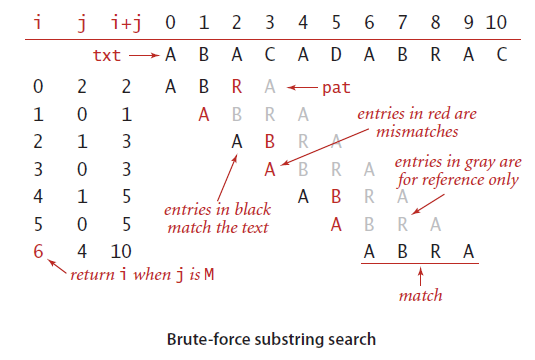 i j i+j 0 1 2 3 4 5 6 7 8 9 10
txt A B A C A D A B R A C
0 2 2 A B R A pat
1 0 1 A B R A entries in red are
2 1 3 A B R A mismatches
3 0 3 A B R A entries in gray are
4 1 5 entries in black A B R A for reference only
5 0 5 match the text A B R A
6 4 10 A B R A
return i when j is M
match
Brute-force substring search